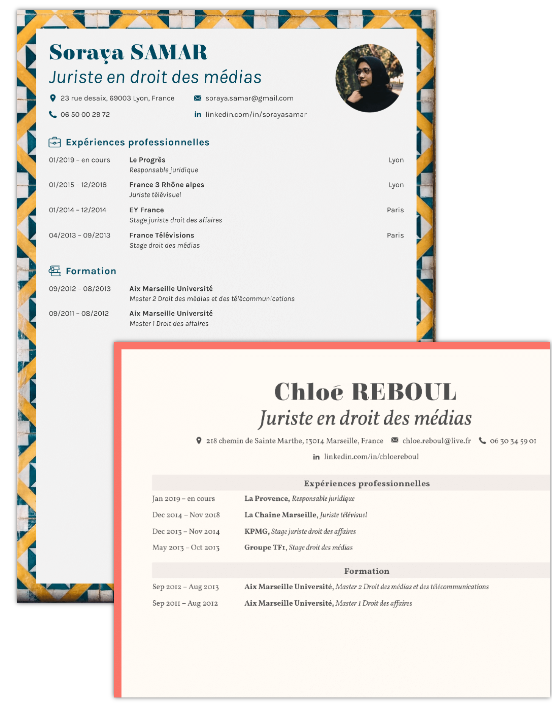 Soraya SAMAR
Juriste en droit des médias
23 rue desaix, 69003 Lyon, France
soraya.samar@gmail.com
06 50 00 28 72
linkedin.com/in/sorayasamar
Expériences professionnelles
01/2019 – en cours Le Progrès Lyon
Responsable juridique
01/2015 - 12/2018 France 3 Rhône alpes Lyon
Juriste télévisuel
01/2014 – 12/2014 EY France Paris
Stage juriste droit des affaires
04/2013 – 09/2013 France Télévisions Paris
Stage droit des médias
Formation
09/2012 - 08/2013 Aix Marseille Université
Master 2 Droit des médias et des télécommunications
09/2011 – 08/2012 Aix Marseille Université
Master 1 Droit des affaires
Chloé REBOUL
Juriste en droit des médias
218 chemin de Sainte Marthe, 13014 Marseille, France chloe.reboul@live.fr 06 30 34 59 01
linkedin.com/in/chloereboul
Expériences professionnelles
Jan 2019 – en cours La Provence, Responsable juridique
Dec 2014 – Nov 2018 La Chaine Marseille, Juriste télévisuel
Dec 2013 – Nov 2014 KPMG, Stage juriste droit des affaires
May 2013 – Oct 2013 Groupe TF1, Stage droit des médias
Formation
Sep 2012 – Aug 2013 Aix Marseille Université, Master 2 Droit des médias et des télécommunications
Sep 2011 – Aug 2012 Aix Marseille Université, Master 1 Droit des affaires